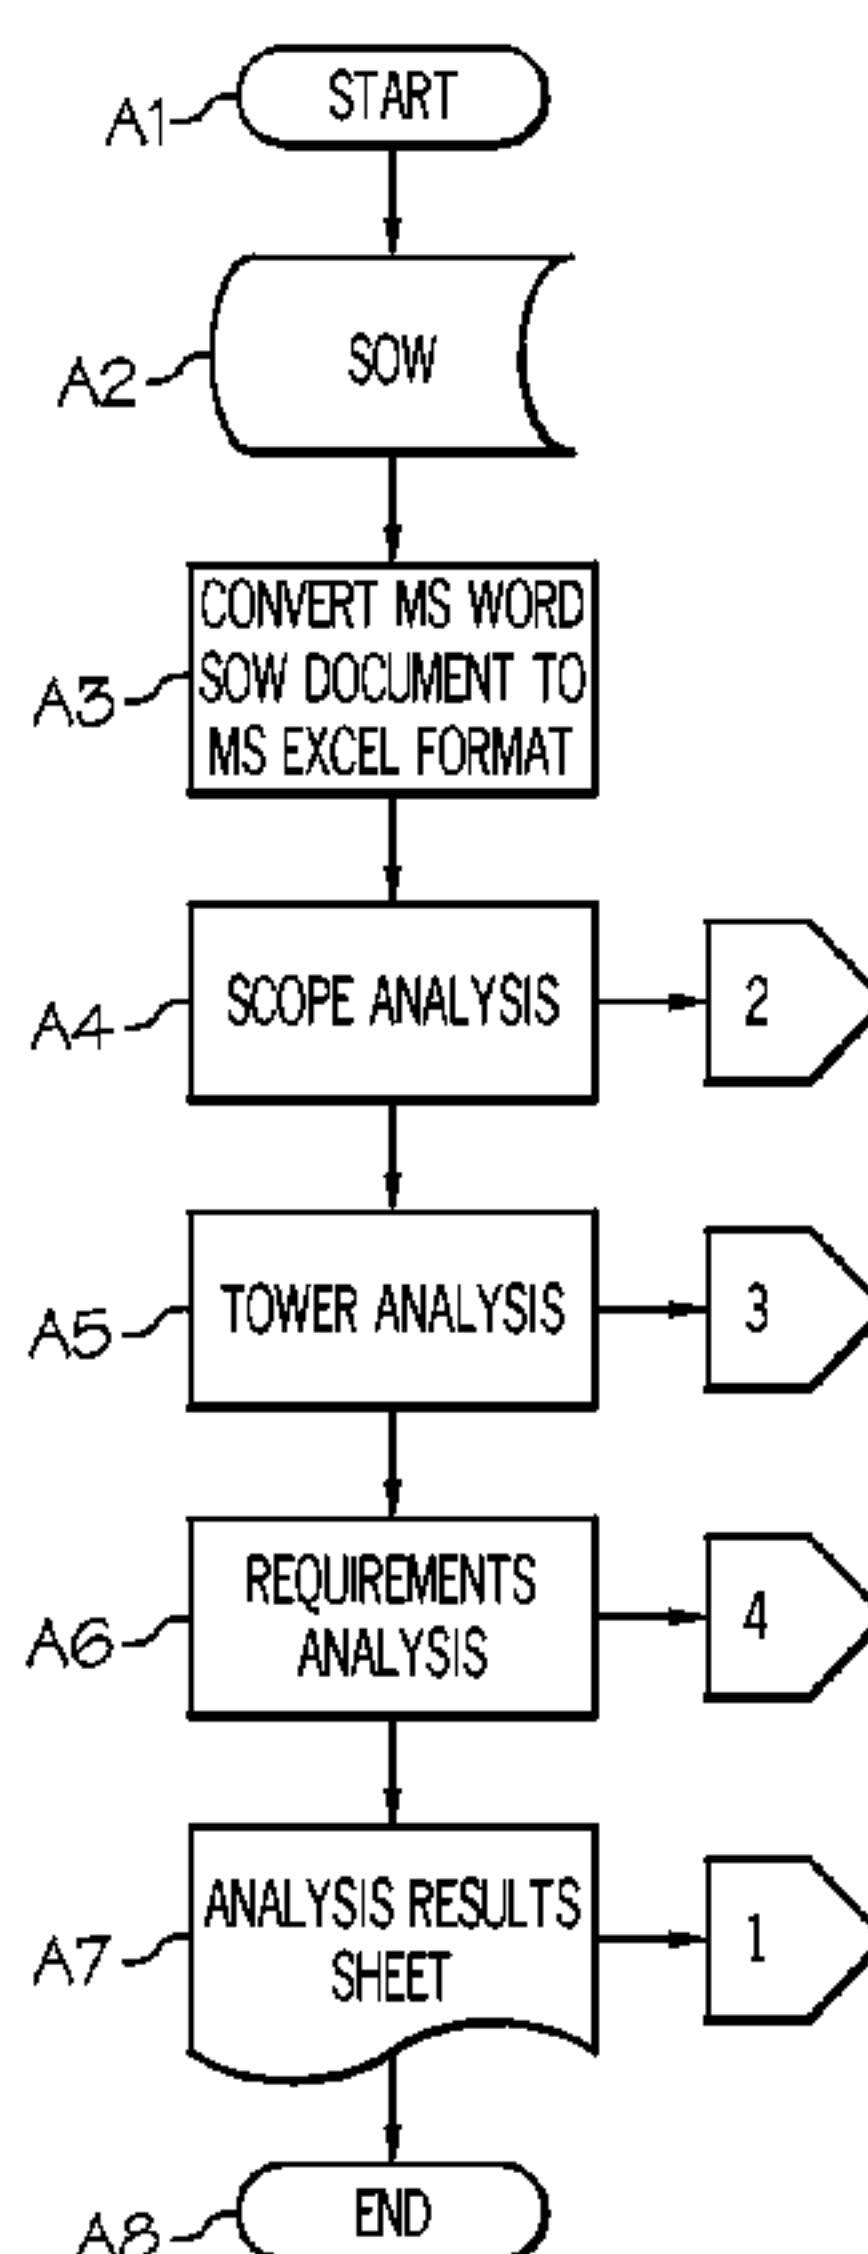 A1
START
A2
SOW
A3
CONVERT MS WORD
SOW DOCUMENT TO
MS EXCEL FORMAT
A4
SCOPE ANALYSIS
2
A5
TOWER ANALYSIS
3
A6
REQUIREMENTS
ANALYSIS
4
A7
ANALYSIS RESULTS
SHEET
1
A8
END